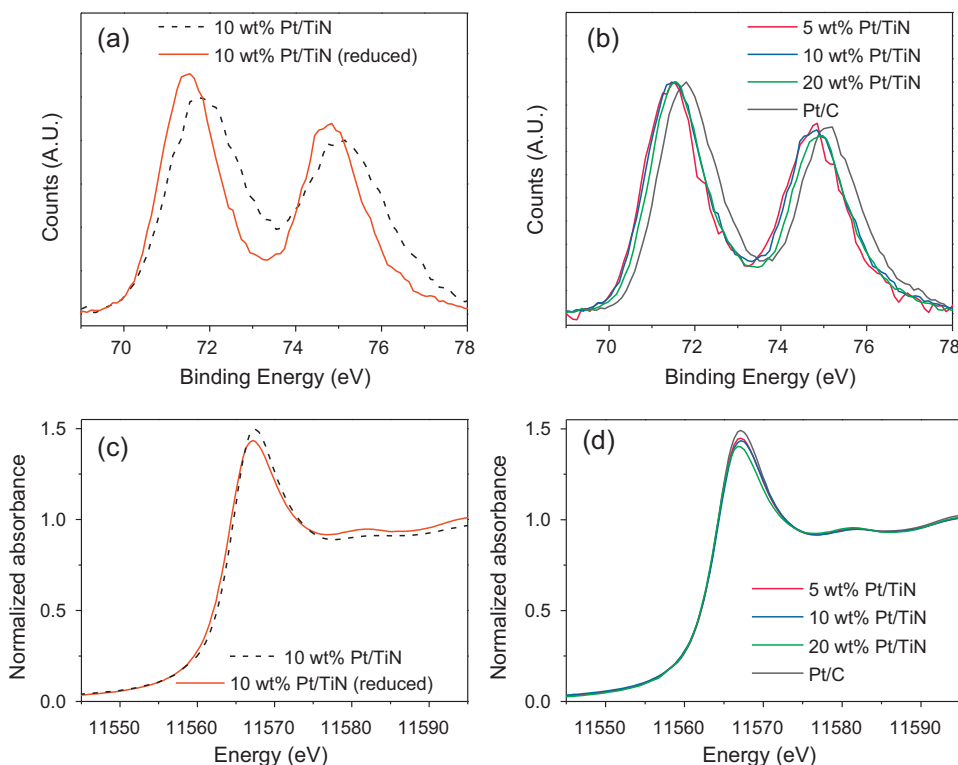 (a)
10 wt% Pt/TiN
10 wt% Pt/TiN (reduced)
Counts (A.U.)
70 72 74 76 78
Binding Energy (eV)
(b)
5 wt% Pt/TiN
10 wt% Pt/TiN
20 wt% Pt/TiN
Pt/C
Counts (A.U.)
70 72 74 76 78
Binding Energy (eV)
(c)
1.5
1.0
0.5
0.0
Normalized absorbance
10 wt% Pt/TiN
10 wt% Pt/TiN (reduced)
11550 11560 11570 11580 11590
Energy (eV)
(d)
1.5
1.0
0.5
0.0
Normalized absorbance
5 wt% Pt/TiN
10 wt% Pt/TiN
20 wt% Pt/TiN
Pt/C
11550 11560 11570 11580 11590
Energy (eV)